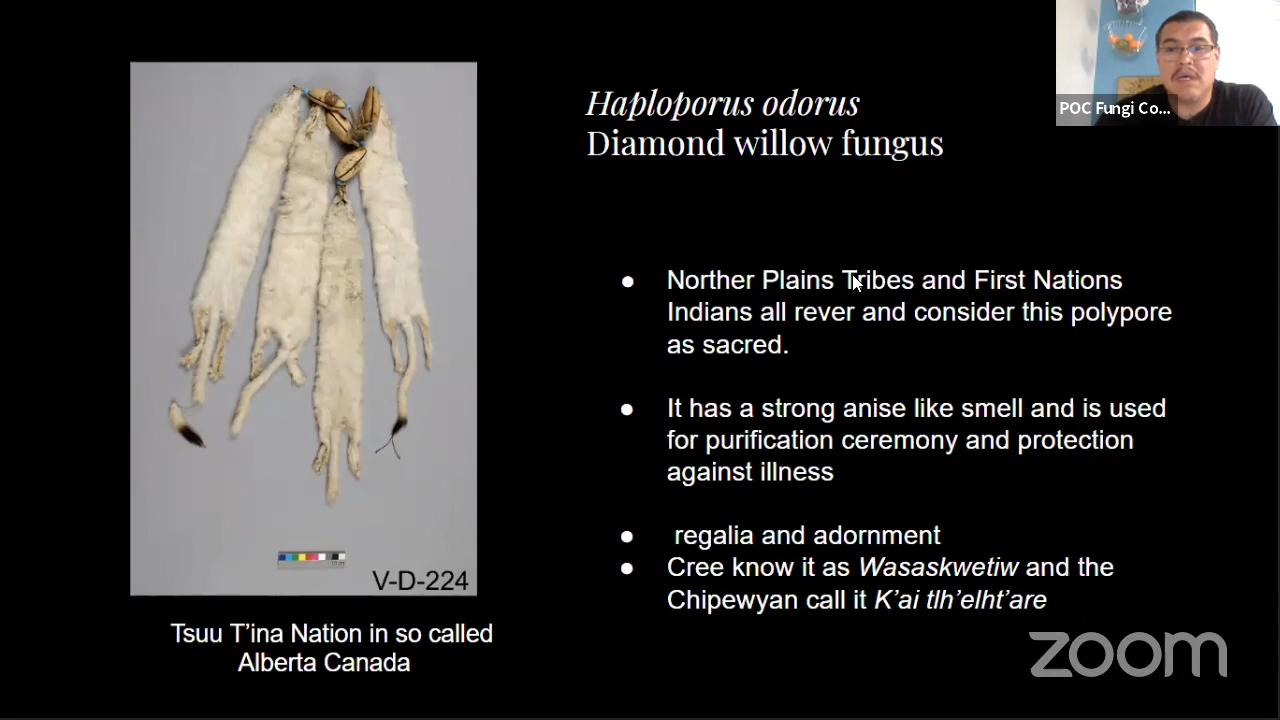 POC Fungi Co...
Haploporus odorus
Diamond willow fungus
● Norther Plains Tribes and First Nations
Indians all rever and consider this polypore
as sacred.
● It has a strong anise like smell and is used
for purification ceremony and protection
against illness
● regalia and adornment
● Cree know it as Wasaskwetiw and the
Chipewyan call it K’ai tlh’elht’are
V-D-224
Tsuu T’ina Nation in so called
Alberta Canada
zoom